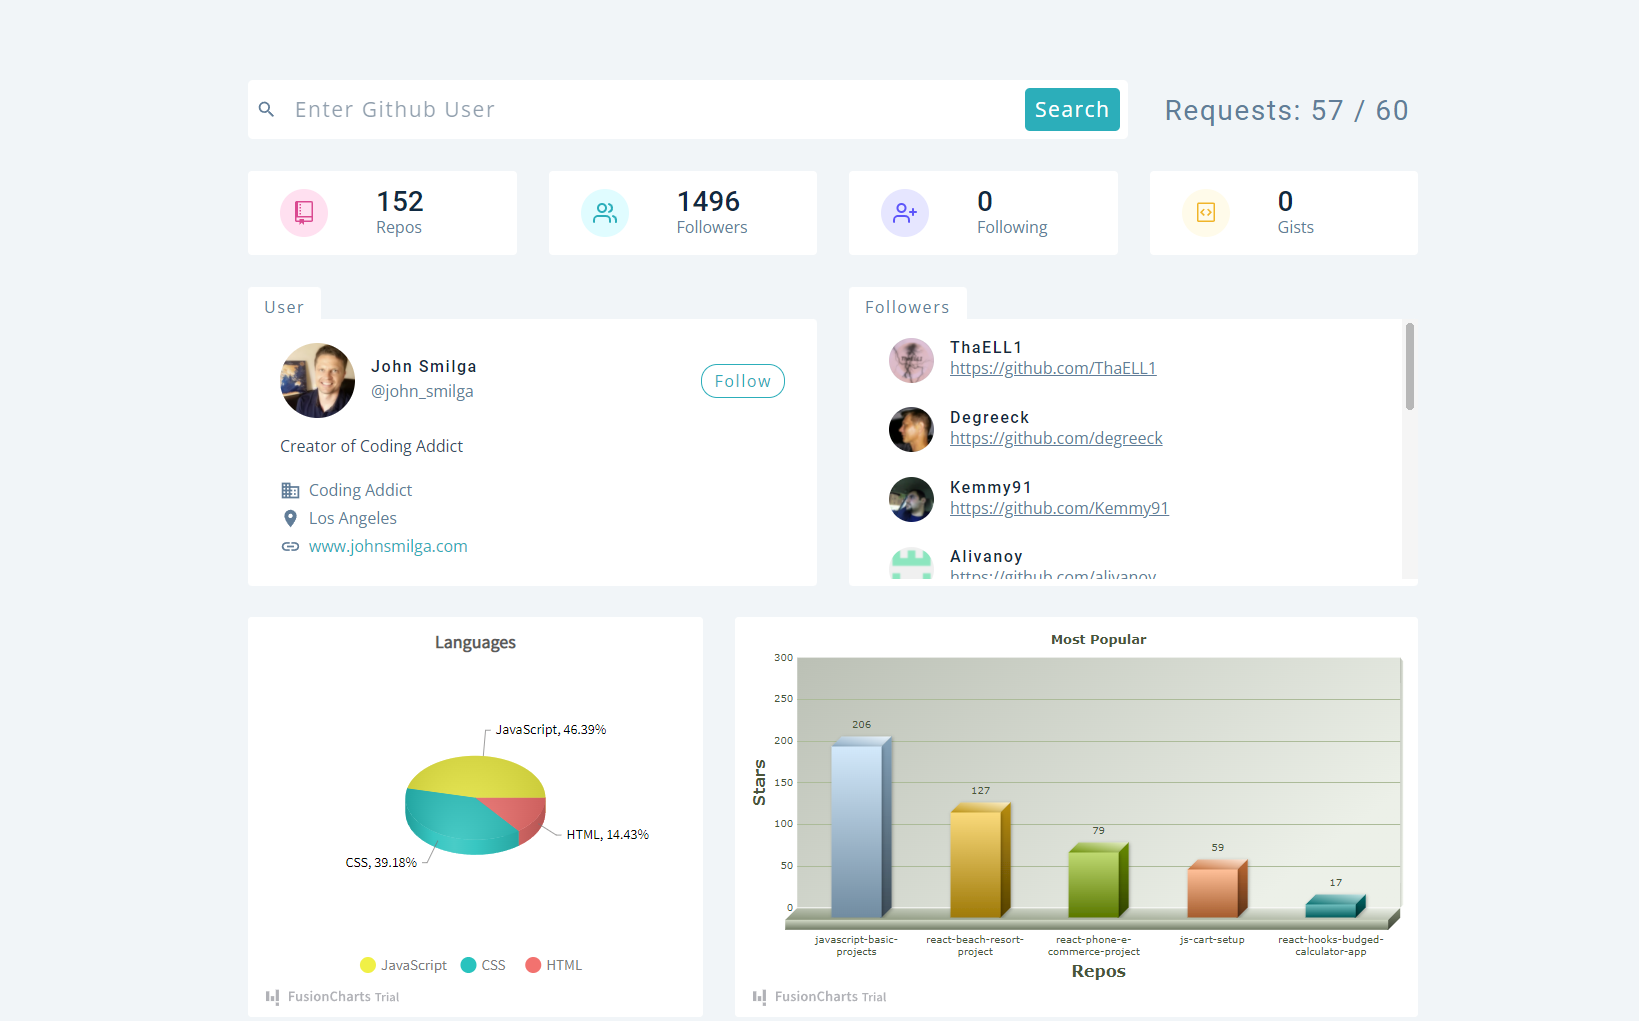 Enter Github User
Search
Requests: 57 / 60
152
Repos
1496
Followers
0
Following
0
Gists
User
John Smilga
@john_smilga
Follow
Creator of Coding Addict
Coding Addict
Los Angeles
www.johnsmilga.com
Followers
ThaELL1
https://github.com/ThaELL1
Degreeck
https://github.com/degreeck
Kemmy91
https://github.com/Kemmy91
Alivanoy
https://github.com/alivanoy
Languages
JavaScript, 46.39%
HTML, 14.43%
CSS, 39.18%
JavaScript
CSS
HTML
FusionCharts Trial
Most Popular
Stars
300
250
200
150
100
50
0
206
127
79
59
17
javascript-basic-
projects
react-beach-resort-
project
react-phone-e-
commerce-project
js-cart-setup
react-hooks-budged-
calculator-app
Repos
FusionCharts Trial